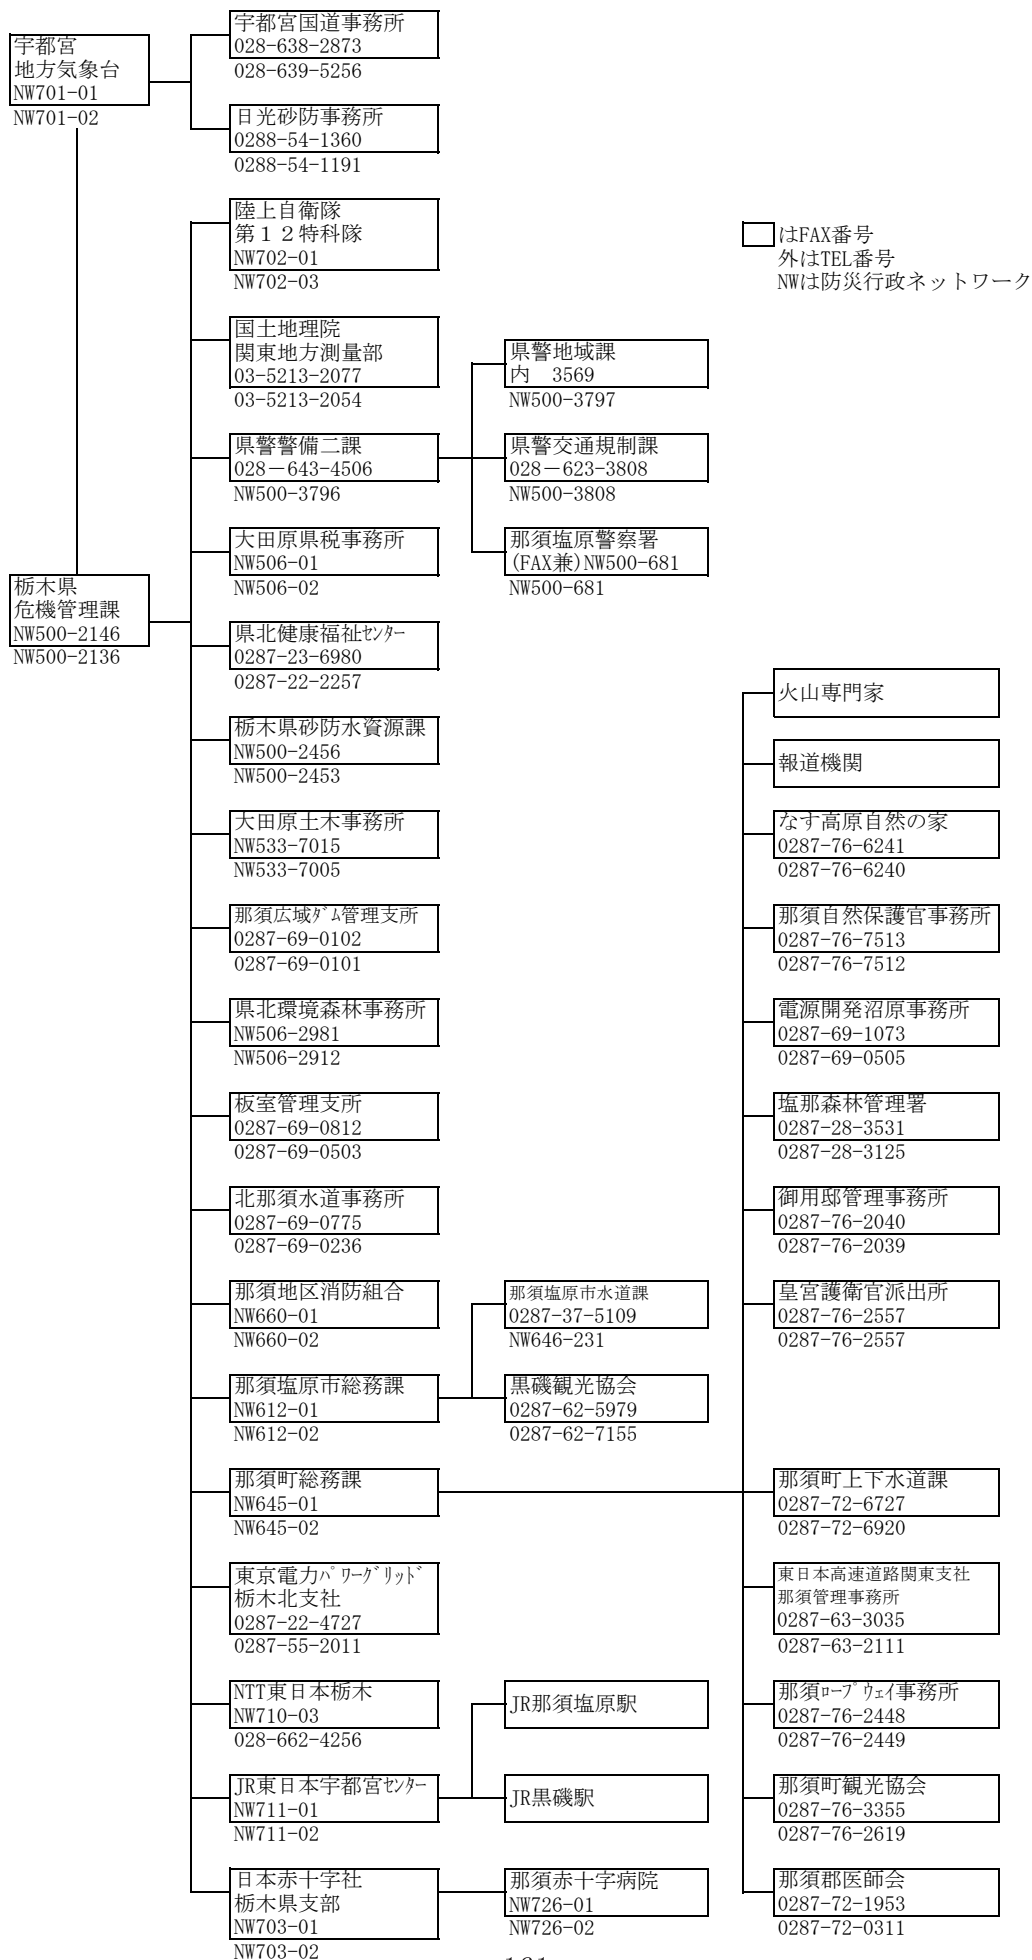 宇都宮
地方気象台
NW701-01
NW701-02
宇都宮国道事務所
028-638-2873
028-639-5256
日光砂防事務所
0288-54-1360
0288-54-1191
陸上自衛隊
第１２特科隊
NW702-01
NW702-03
はFAX番号
外はTEL番号
NWは防災行政ネットワーク
国土地理院
関東地方測量部
03-5213-2077
03-5213-2054
県警警備二課
028－643-4506
NW500-3796
県警地域課
内　3569
NW500-3797
県警交通規制課
028－623-3808
NW500-3808
那須塩原警察署
(FAX兼)NW500-681
NW500-681
大田原県税事務所
NW506-01
NW506-02
栃木県
危機管理課
NW500-2146
NW500-2136
県北健康福祉ｾﾝﾀｰ
0287-23-6980
0287-22-2257
栃木県砂防水資源課
NW500-2456
NW500-2453
大田原土木事務所
NW533-7015
NW533-7005
那須広域ﾀﾞﾑ管理支所
0287-69-0102
0287-69-0101
県北環境森林事務所
NW506-2981
NW506-2912
板室管理支所
0287-69-0812
0287-69-0503
北那須水道事務所
0287-69-0775
0287-69-0236
那須地区消防組合
NW660-01
NW660-02
那須塩原市総務課
NW612-01
NW612-02
那須塩原市水道課
0287-37-5109
NW646-231
黒磯観光協会
0287-62-5979
0287-62-7155
那須町総務課
NW645-01
NW645-02
火山専門家
報道機関
なす高原自然の家
0287-76-6241
0287-76-6240
那須自然保護官事務所
0287-76-7513
0287-76-7512
電源開発沼原事務所
0287-69-1073
0287-69-0505
塩那森林管理署
0287-28-3531
0287-28-3125
御用邸管理事務所
0287-76-2040
0287-76-2039
皇宮護衛官派出所
0287-76-2557
0287-76-2557
那須町上下水道課
0287-72-6727
0287-72-6920
東日本高速道路関東支社
那須管理事務所
0287-63-3035
0287-63-2111
那須ﾛｰﾌﾟｳｪｲ事務所
0287-76-2448
0287-76-2449
那須町観光協会
0287-76-3355
0287-76-2619
那須郡医師会
0287-72-1953
0287-72-0311
東京電力ﾊﾟﾜｰｸﾞﾘｯﾄﾞ
栃木北支社
0287-22-4727
0287-55-2011
NTT東日本栃木
NW710-03
028-662-4256
JR東日本宇都宮ｾﾝﾀｰ
NW711-01
NW711-02
JR那須塩原駅
JR黒磯駅
日本赤十字社
栃木県支部
NW703-01
NW703-02
那須赤十字病院
NW726-01
NW726-02